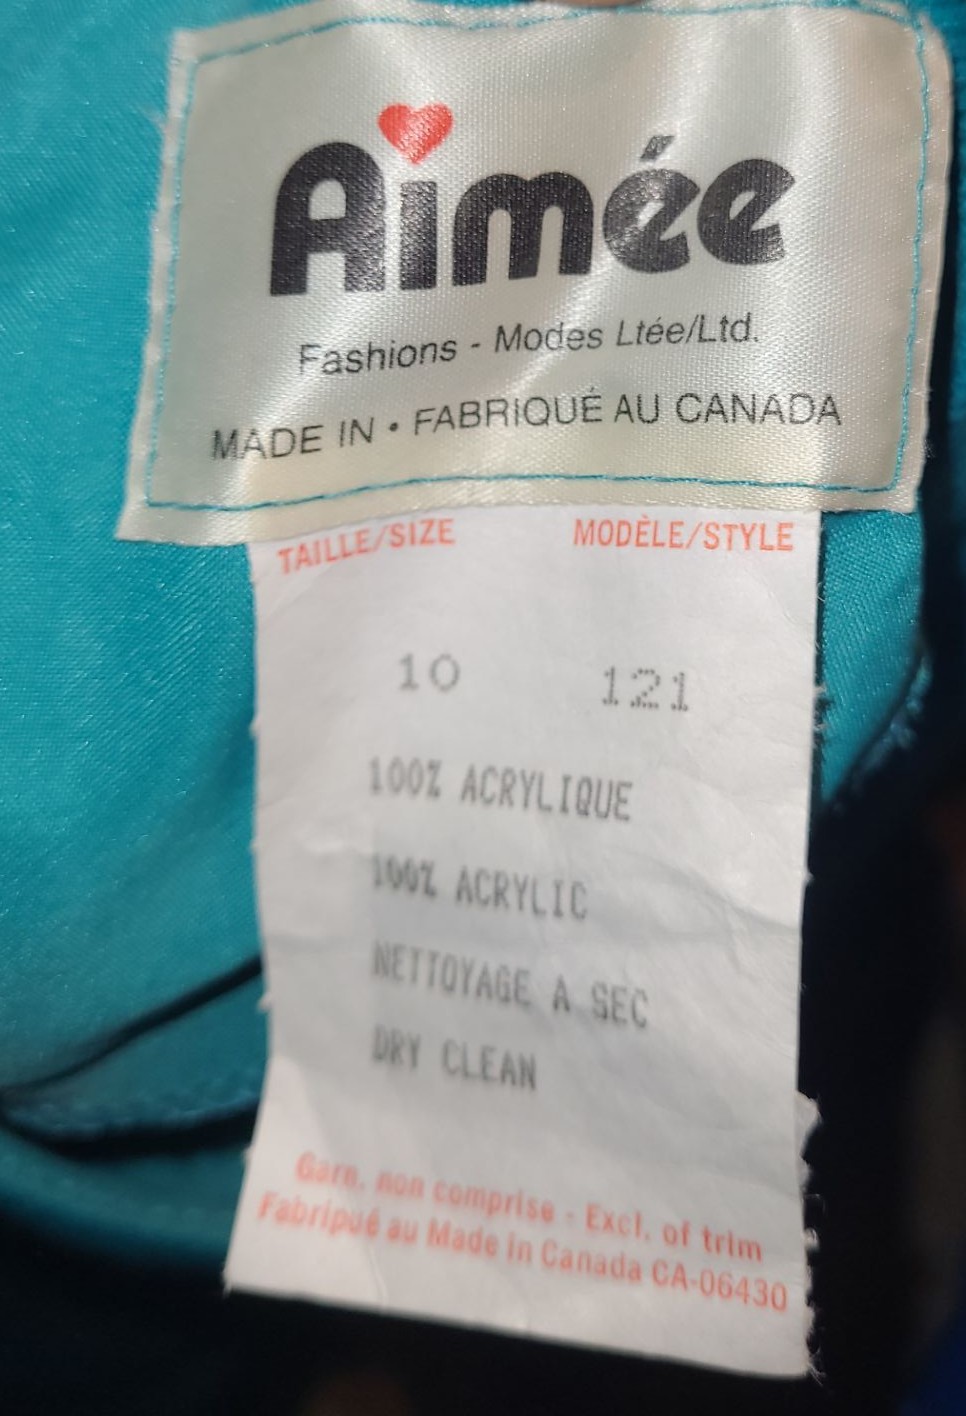 Aimée
Fashions - Modes Ltée/Ltd.
MADE IN • FABRIQUÉ AU CANADA
TAILLE/SIZE MODÈLE/STYLE
10 121
100% ACRYLIQUE
100% ACRYLIC
NETTOYAGE A SEC
DRY CLEAN
Garn. non comprise - Excl. of trim
Fabriqué au Made in Canada CA-06430